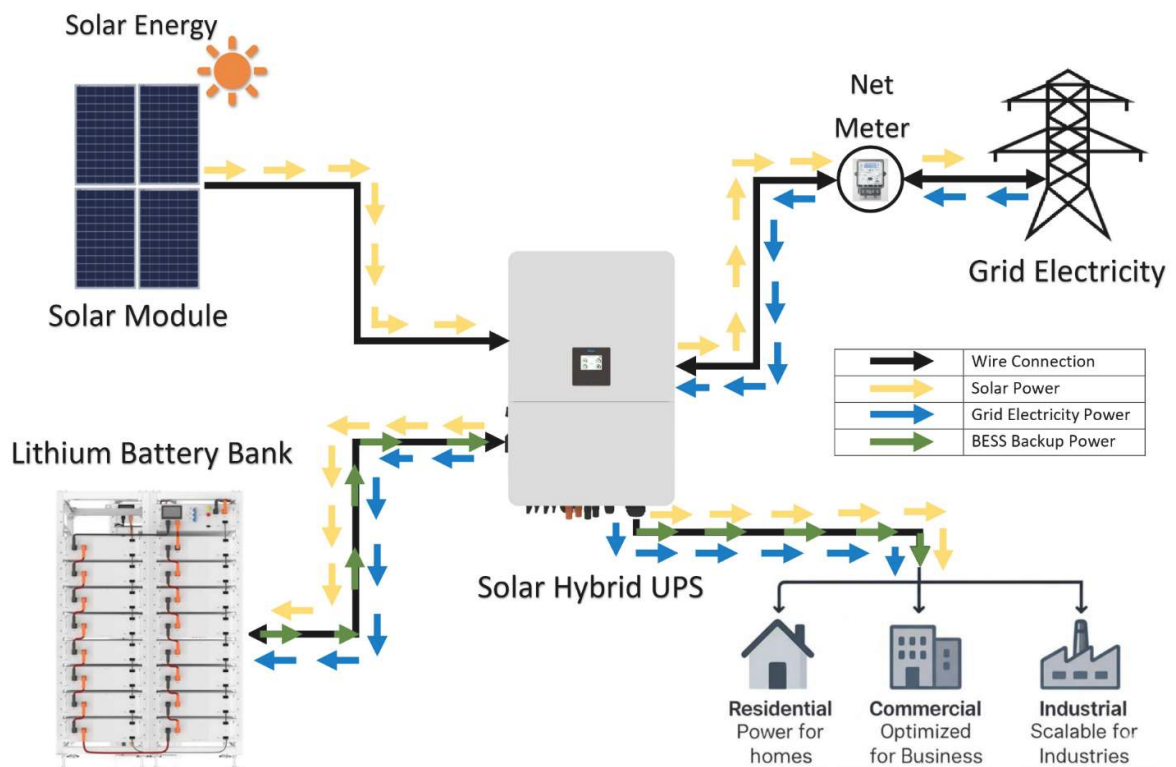 Solar Energy
Solar Module
Net
Meter
Grid Electricity
Wire Connection
Solar Power
Grid Electricity Power
BESS Backup Power
Lithium Battery Bank
Solar Hybrid UPS
Residential
Power for
homes
Commercial
Optimized
for Business
Industrial
Scalable for
Industries